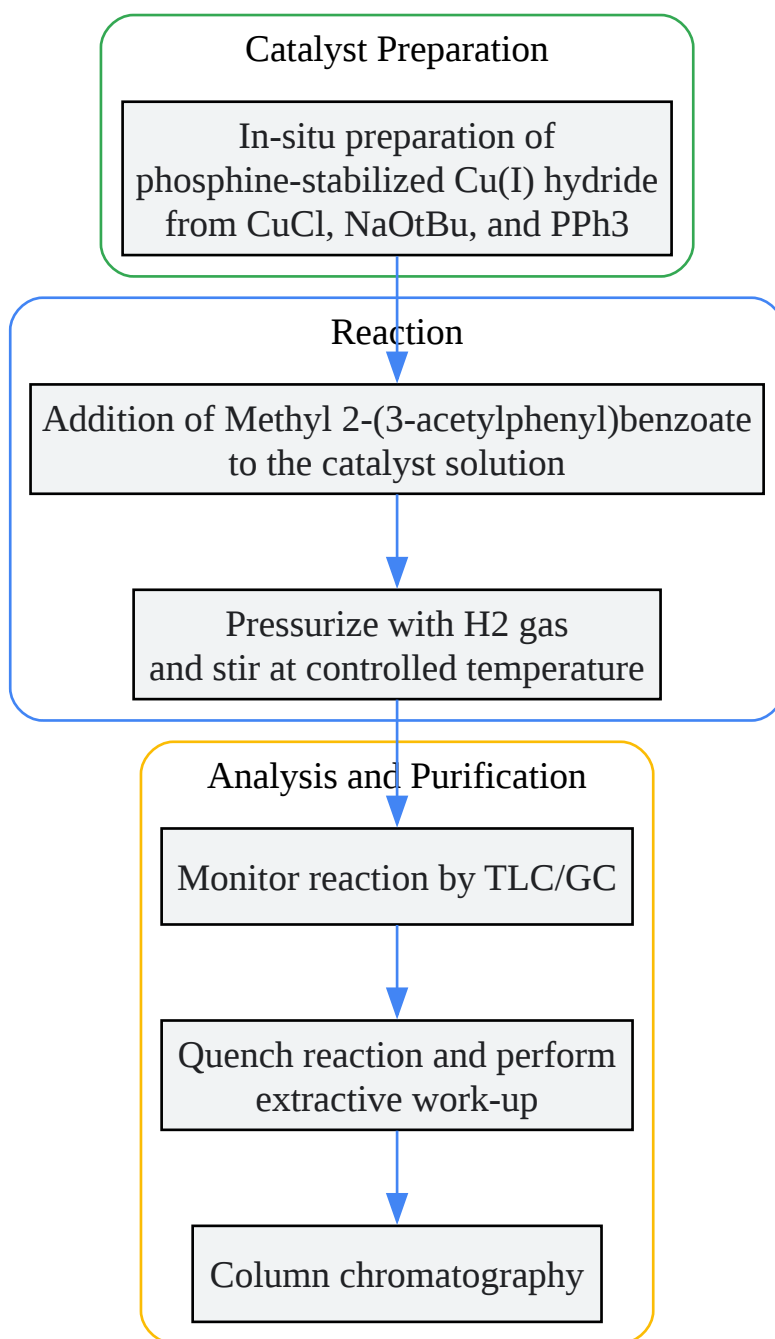 Catalyst Preparation
In-situ preparation of
phosphine-stabilized Cu(I) hydride
from CuCl, NaOtBu, and PPh3
Reaction
Addition of Methyl 2-(3-acetylphenyl)benzoate
to the catalyst solution
Pressurize with H2 gas
and stir at controlled temperature
Analysis and Purification
Monitor reaction by TLC/GC
Quench reaction and perform
extractive work-up
Column chromatography